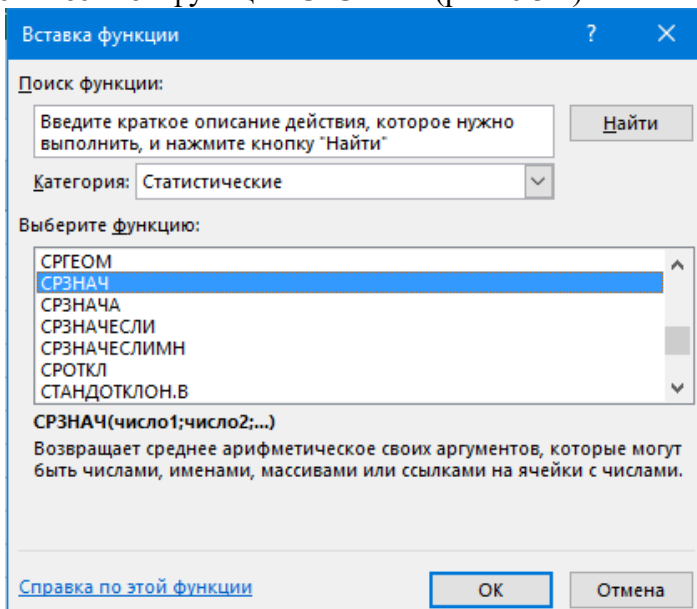 Вставка функции ? ×
Поиск функции:
Введите краткое описание действия, которое нужно
выполнить, и нажмите кнопку "Найти"
Найти
Категория: Статистические
Выберите функцию:
СРГЕОМ
СРЗНАЧ
СРЗНАЧА
СРЗНАЧЕСЛИ
СРЗНАЧЕСЛИМН
СРОТКЛ
СТАНДОТКЛОН.В
СРЗНАЧ(число1;число2;...)
Возвращает среднее арифметическое своих аргументов, которые могут
быть числами, именами, массивами или ссылками на ячейки с числами.
Справка по этой функции
ОК
Отмена